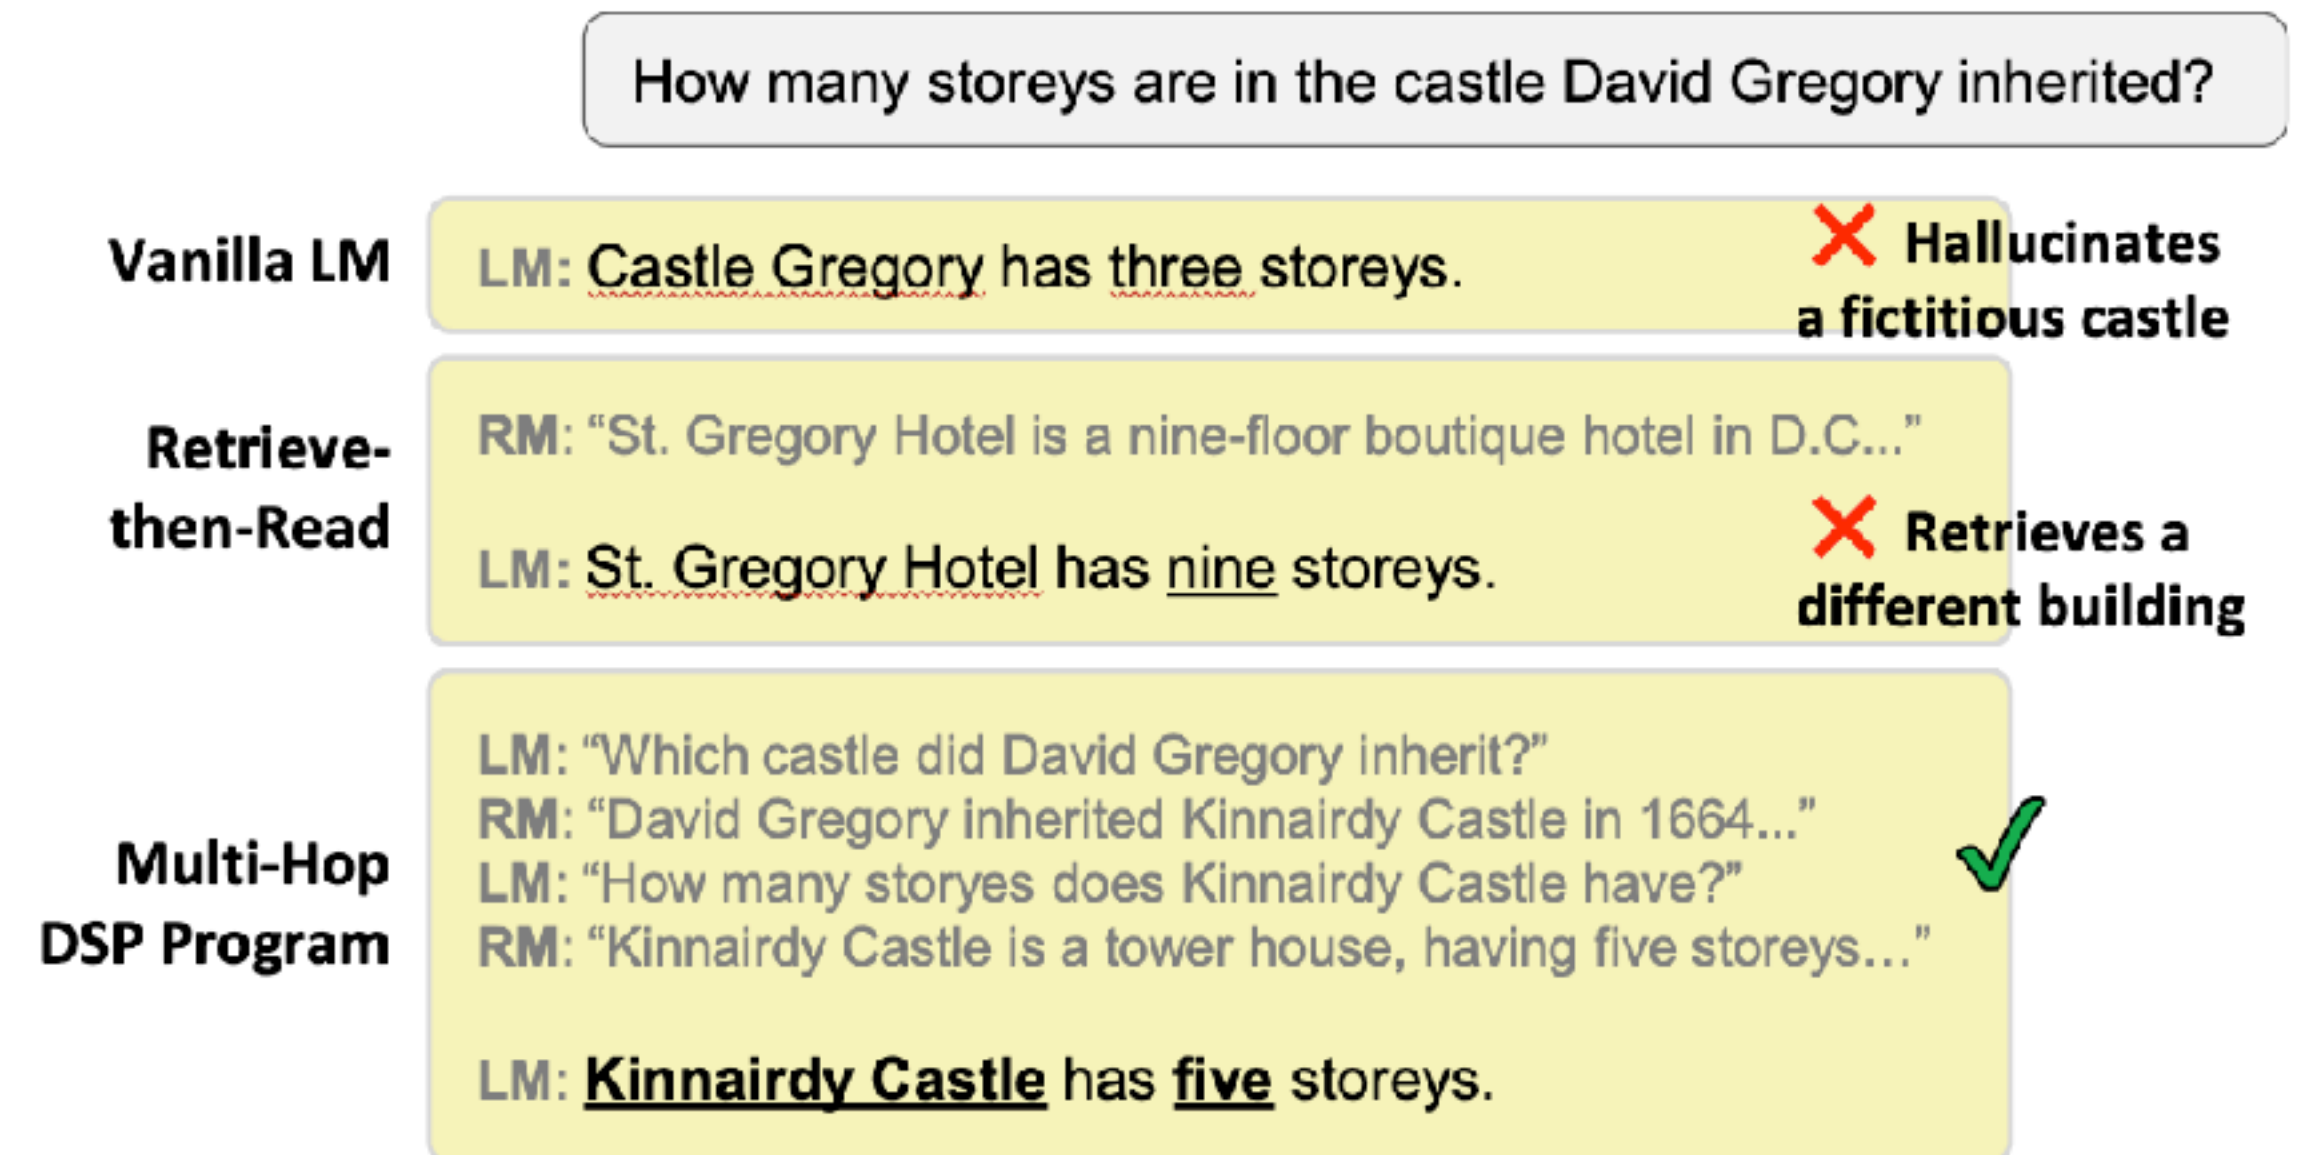 How many storeys are in the castle David Gregory inherited?
Vanilla LM
LM: Castle Gregory has three storeys.
❌ Hallucinates
a fictitious castle
Retrieve-
then-Read
RM: “St. Gregory Hotel is a nine-floor boutique hotel in D.C...”
LM: St. Gregory Hotel has nine storeys.
❌ Retrieves a
different building
Multi-Hop
DSP Program
LM: “Which castle did David Gregory inherit?”
RM: “David Gregory inherited Kinnairdy Castle in 1664...”
LM: “How many storyes does Kinnairdy Castle have?”
RM: “Kinnairdy Castle is a tower house, having five storeys...”
LM: Kinnairdy Castle has five storeys.